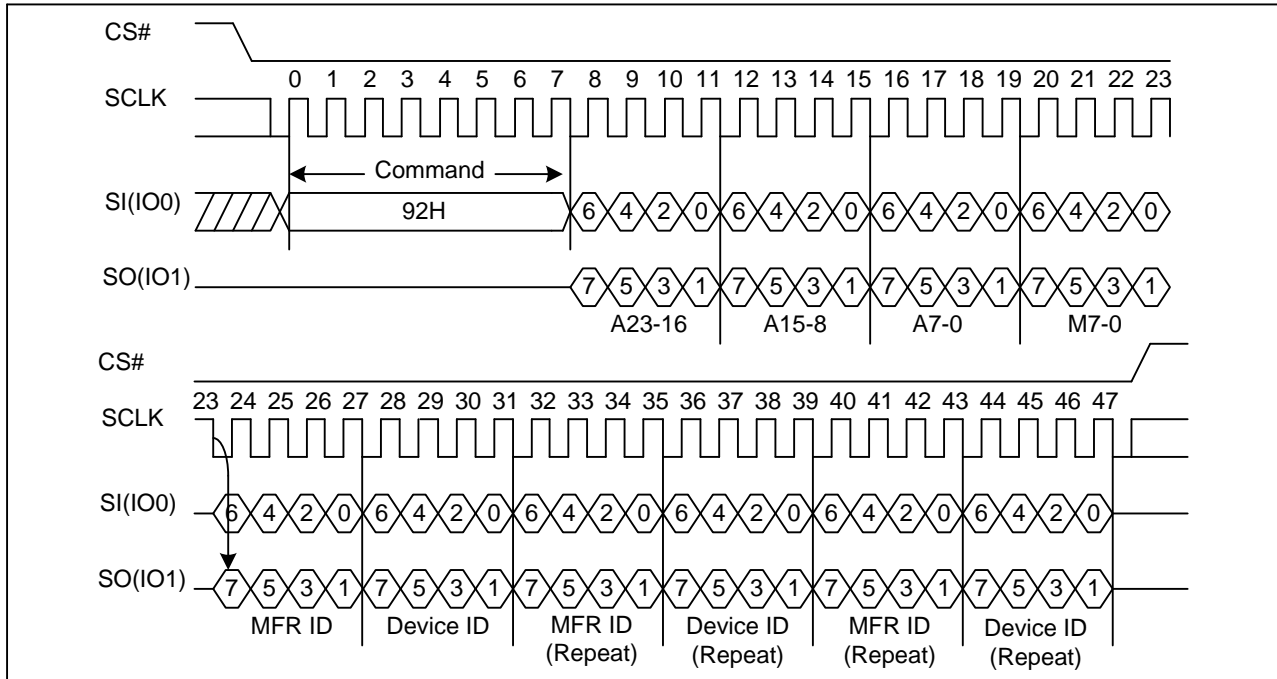 CS#
0 1 2 3 4 5 6 7 8 9 10 11 12 13 14 15 16 17 18 19 20 21 22 23
SCLK
Command
SI(IO0)
92H
6 4 2 0 6 4 2 0 6 4 2 0 6 4 2 0
SO(IO1)
7 5 3 1 7 5 3 1 7 5 3 1 7 5 3 1
A23-16 A15-8 A7-0 M7-0
CS#
23 24 25 26 27 28 29 30 31 32 33 34 35 36 37 38 39 40 41 42 43 44 45 46 47
SCLK
SI(IO0)
6 4 2 0 6 4 2 0 6 4 2 0 6 4 2 0 6 4 2 0 6 4 2 0
SO(IO1)
7 5 3 1 7 5 3 1 7 5 3 1 7 5 3 1 7 5 3 1 7 5 3 1
MFR ID Device ID MFR ID Device ID MFR ID Device ID
(Repeat) (Repeat) (Repeat) (Repeat)